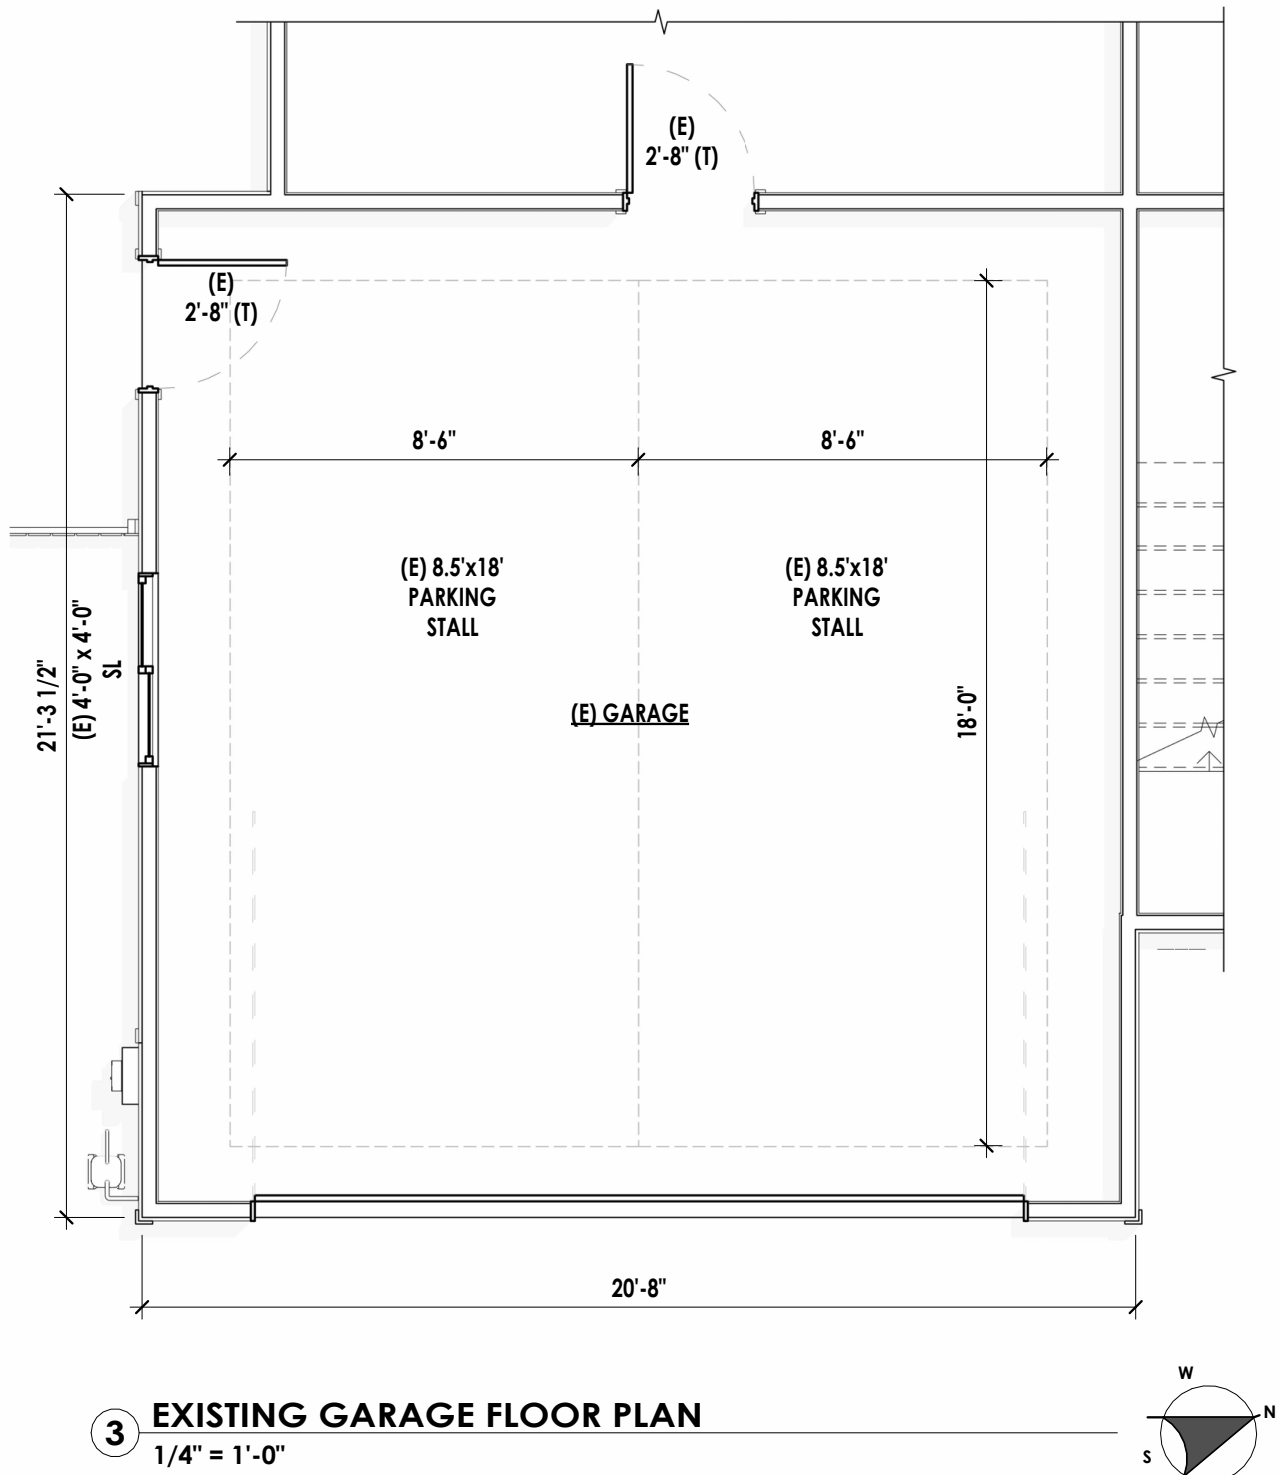 (E)
2'-8" (T)
(E)
2'-8" (T)
8'-6"
8'-6"
(E) 8.5'x18'
PARKING
STALL
(E) 8.5'x18'
PARKING
STALL
21'-3 1/2"
(E) 4'-0" x 4'-0"
SL
(E) GARAGE
18'-0"
20'-8"
3
EXISTING GARAGE FLOOR PLAN
1/4" = 1'-0"
W
N
S